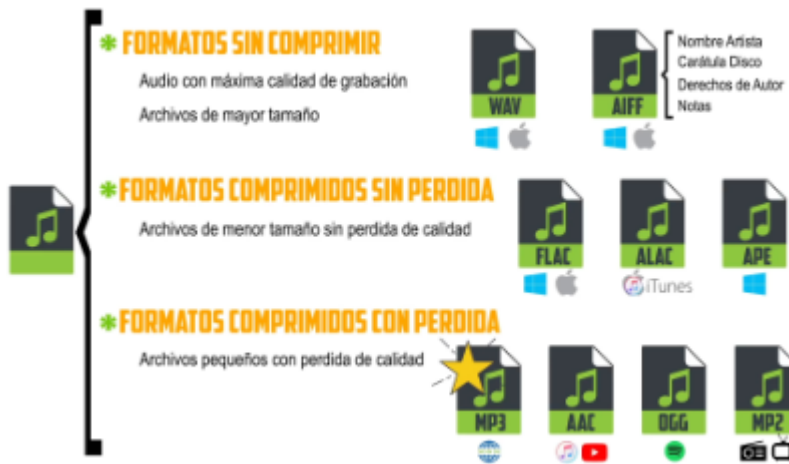 * FORMATOS SIN COMPRIMIR
Audio con máxima calidad de grabación
Archivos de mayor tamaño
WAV
AIFF
Nombre Artista
Carátula Disco
Derechos de Autor
Notas
* FORMATOS COMPRIMIDOS SIN PERDIDA
Archivos de menor tamaño sin perdida de calidad
FLAC
ALAC
APE
iTunes
* FORMATOS COMPRIMIDOS CON PERDIDA
Archivos pequeños con perdida de calidad
MP3
AAC
OGG
MP2